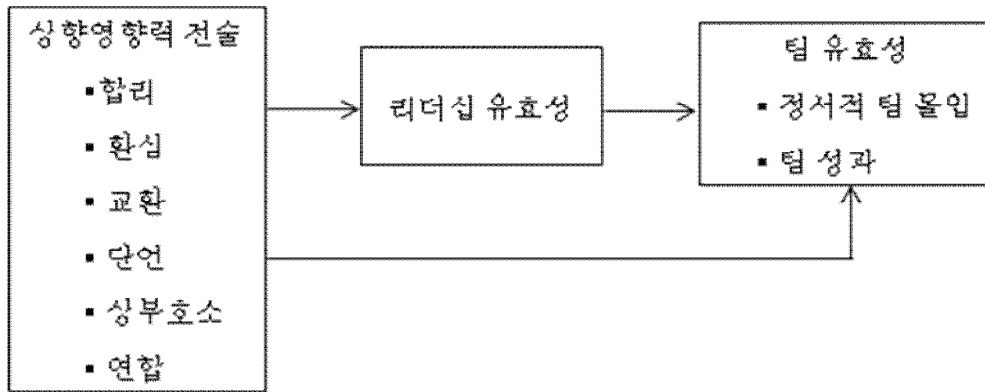 상향영향력 전술
▪합리
▪ 환심
▪ 교환
▪ 단언
▪ 상부호소
▪ 연합
리더십 유효성
팀 유효성
▪ 정서적 팀 몰입
▪ 팀 성과